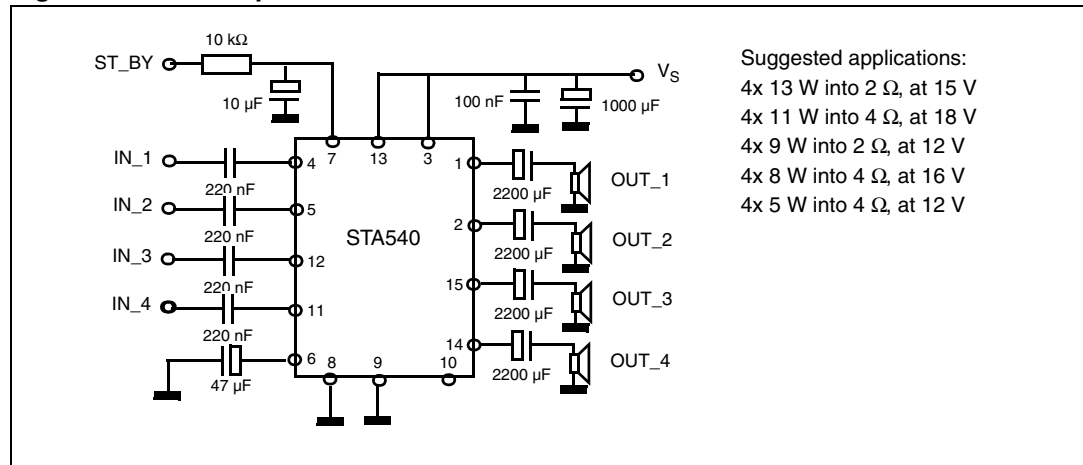 10 kΩ
ST_BY
10 µF
V_S
100 nF
1000 µF
Suggested applications:
4x 13 W into 2 Ω, at 15 V
4x 11 W into 4 Ω, at 18 V
4x 9 W into 2 Ω, at 12 V
4x 8 W into 4 Ω, at 16 V
4x 5 W into 4 Ω, at 12 V
7 13 3
IN_1
220 nF
4
IN_2
220 nF
5
IN_3
220 nF
12
IN_4
220 nF
11
47 µF
6
STA540
8 9 10
1
2200 µF
OUT_1
2
2200 µF
OUT_2
15
2200 µF
OUT_3
14
2200 µF
OUT_4